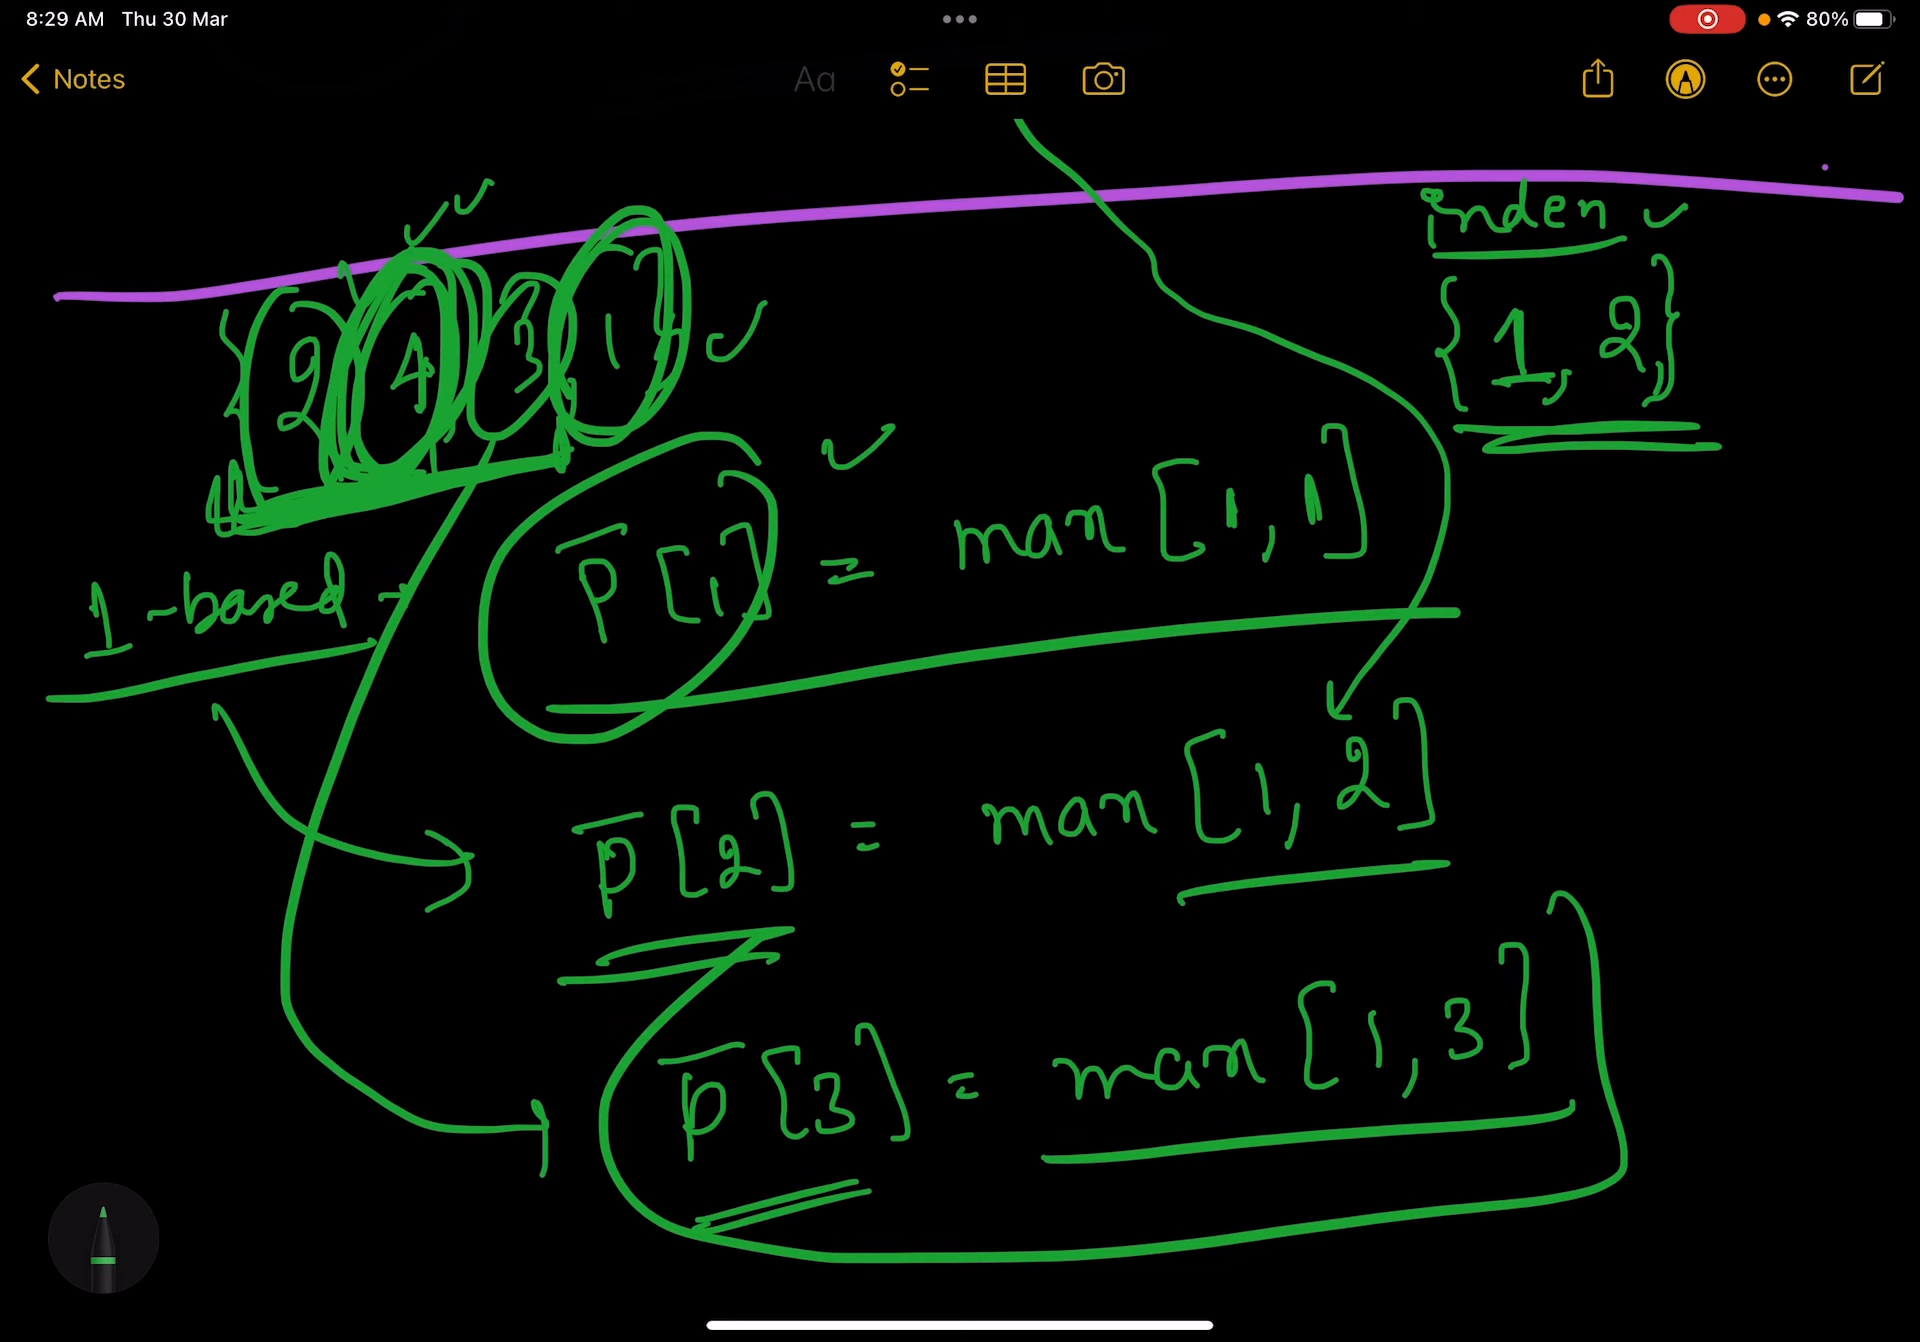 8:29 AM Thu 30 Mar
80%
Notes
Aa
index
{2 4 3 1}
{1, 2}
P[1] = max[1, 1]
1-based
P[2] = max[1, 2]
P[3] = max[1, 3]